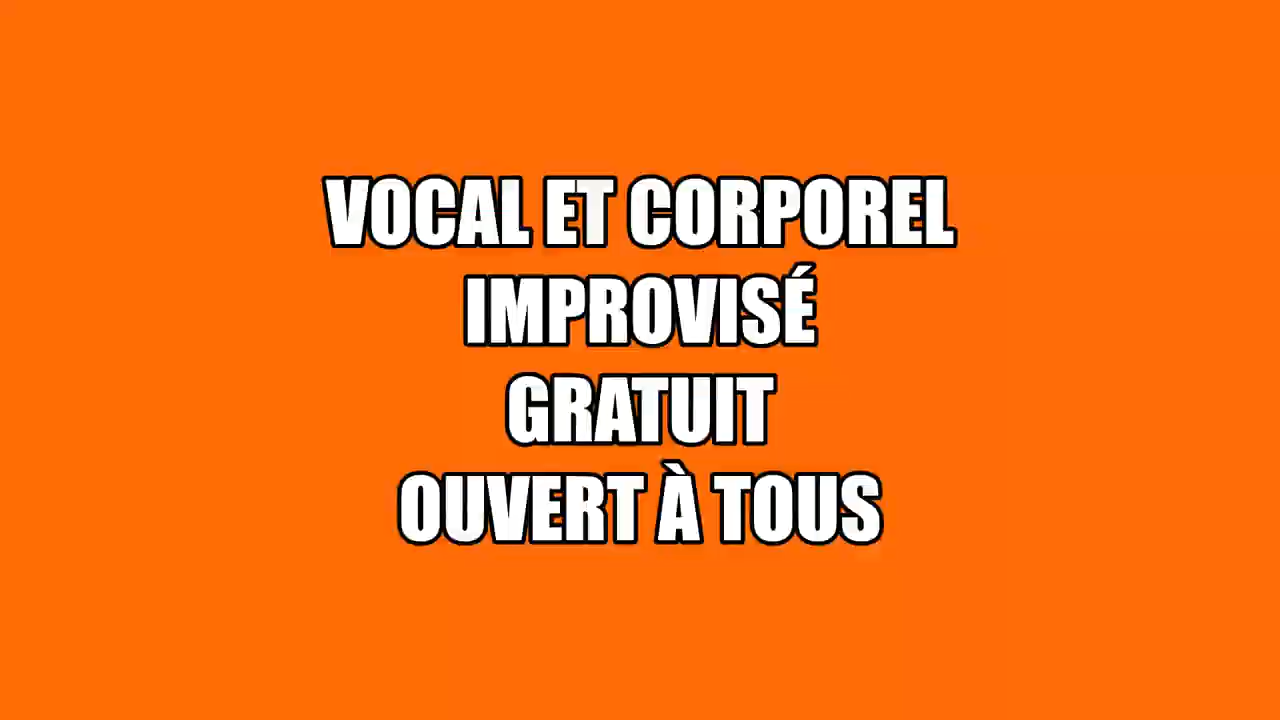 VOCAL ET CORPOREL
IMPROVISÉ
GRATUIT
OUVERT À TOUS